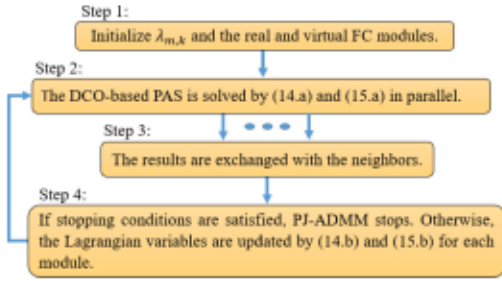 Step 1:
Initialize λ_{m,k} and the real and virtual FC modules.
Step 2:
The DCO-based PAS is solved by (14.a) and (15.a) in parallel.
Step 3:
The results are exchanged with the neighbors.
Step 4:
If stopping conditions are satisfied, PJ-ADMM stops. Otherwise,
the Lagrangian variables are updated by (14.b) and (15.b) for each
module.